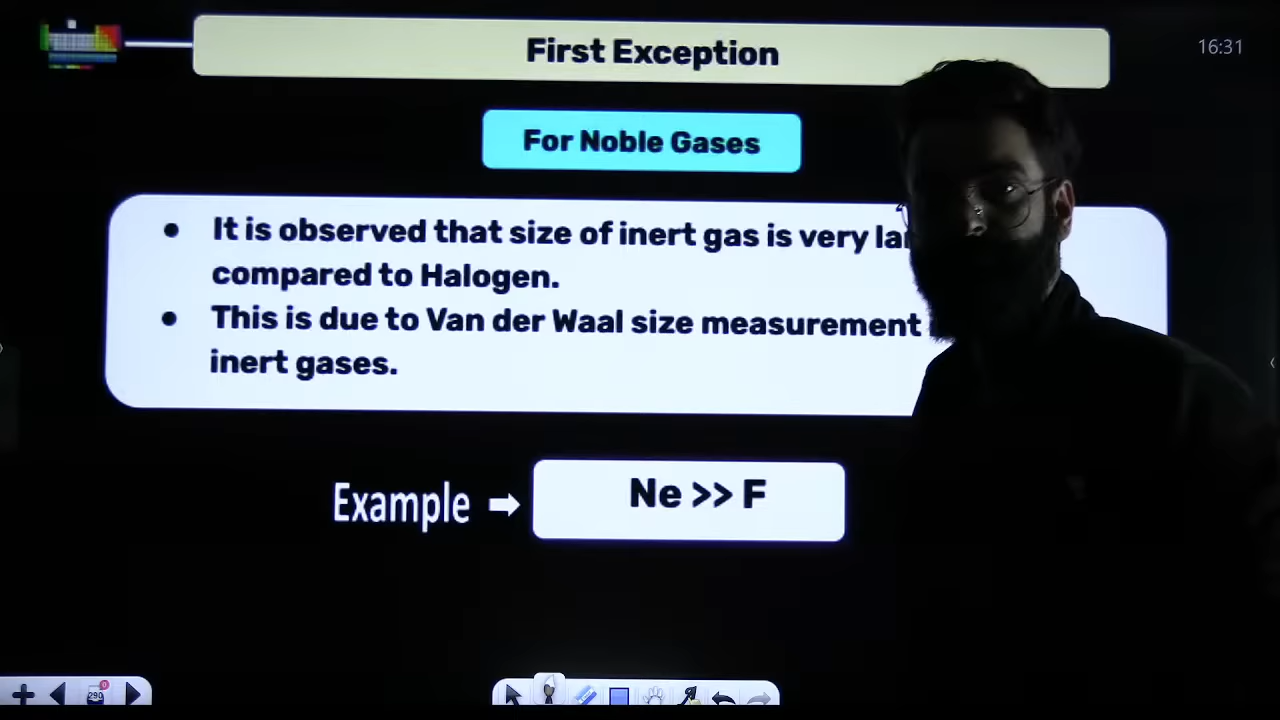 First Exception
16:31
For Noble Gases
• It is observed that size of inert gas is very
compared to Halogen.
• This is due to Van der Waal size measurement
inert gases.
Example ➡ Ne >> F
290